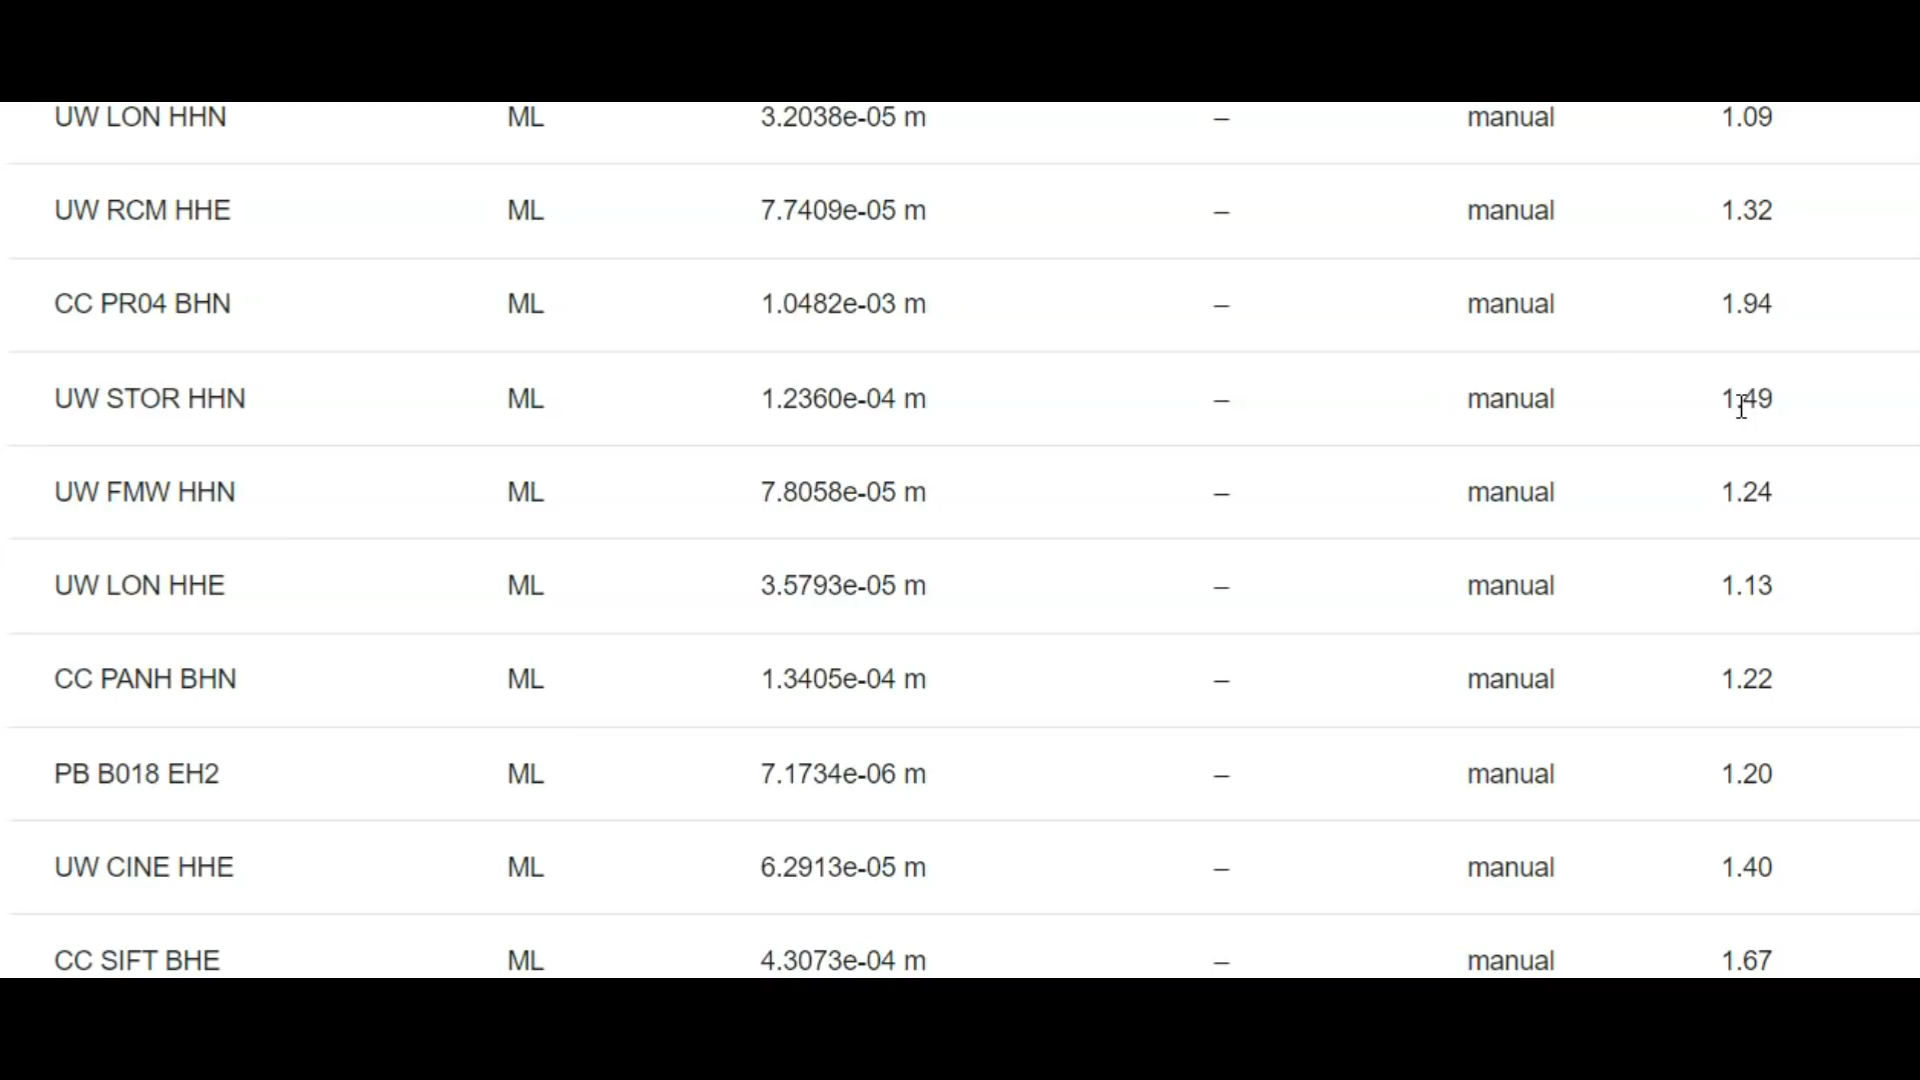 UW LON HHN ML 3.2038e-05 m – manual 1.09
UW RCM HHE ML 7.7409e-05 m – manual 1.32
CC PR04 BHN ML 1.0482e-03 m – manual 1.94
UW STOR HHN ML 1.2360e-04 m – manual 1.49
UW FMW HHN ML 7.8058e-05 m – manual 1.24
UW LON HHE ML 3.5793e-05 m – manual 1.13
CC PANH BHN ML 1.3405e-04 m – manual 1.22
PB B018 EH2 ML 7.1734e-06 m – manual 1.20
UW CINE HHE ML 6.2913e-05 m – manual 1.40
CC SIFT BHE ML 4.3073e-04 m – manual 1.67